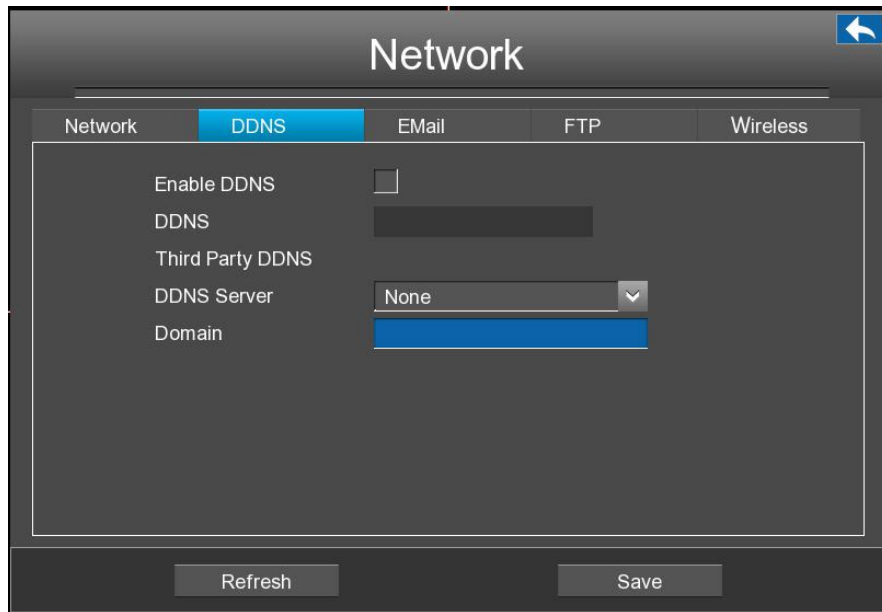 Network
Network DDNS EMail FTP Wireless
Enable DDNS
DDNS
Third Party DDNS
DDNS Server None
Domain
Refresh Save